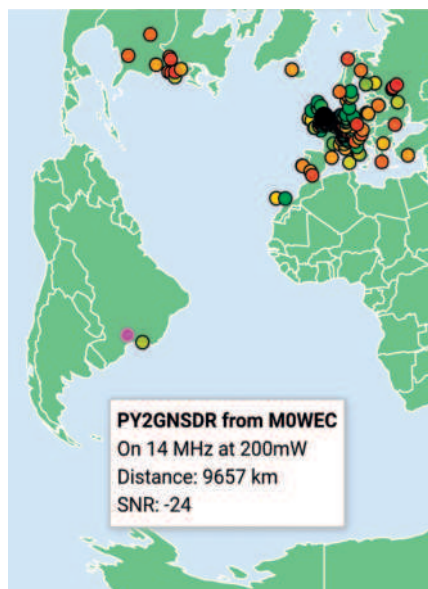 PY2GNSDR from M0WEC
On 14 MHz at 200mW
Distance: 9657 km
SNR: -24